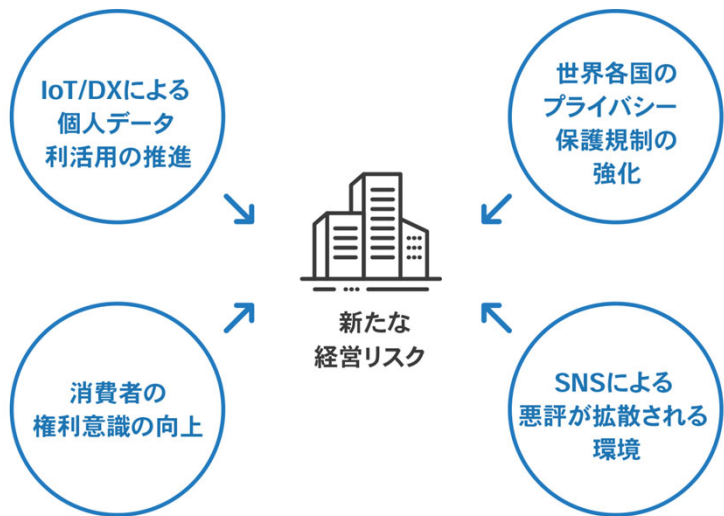 IoT/DXによる
個人データ
利活用の推進
世界各国の
プライバシー
保護規制の
強化
新たな
経営リスク
消費者の
権利意識の向上
SNSによる
悪評が拡散される
環境